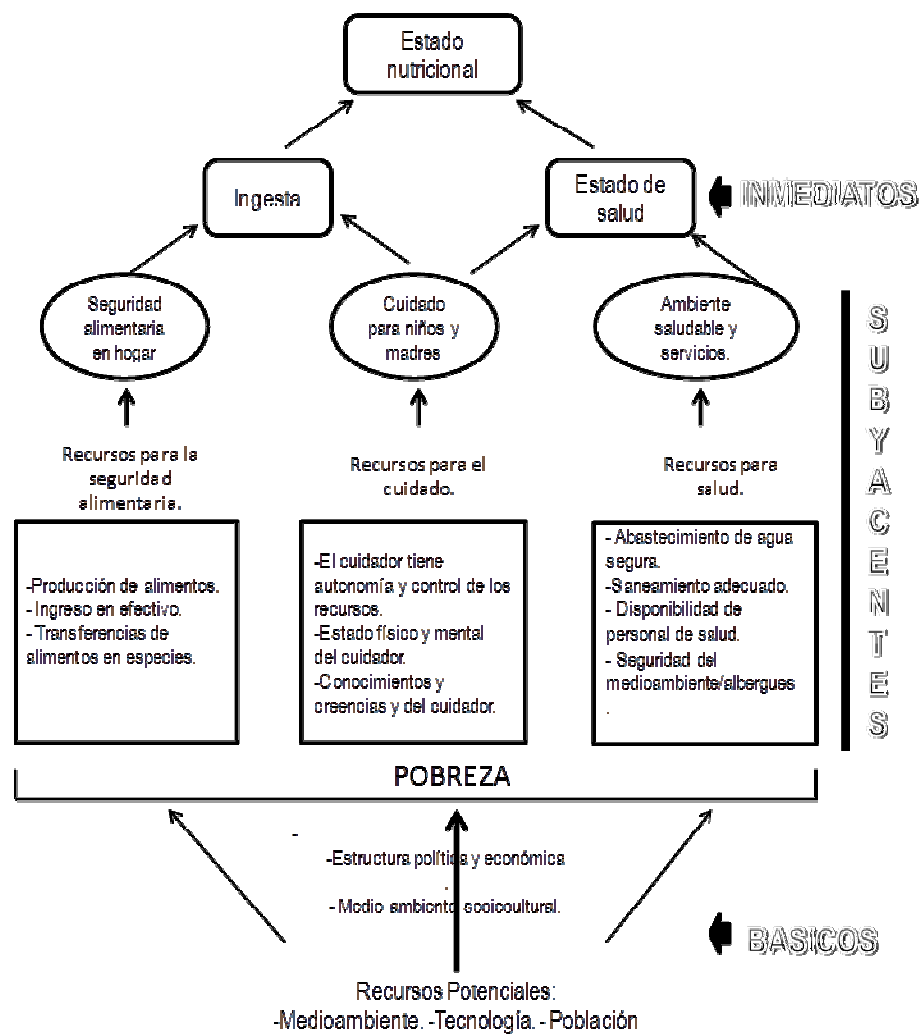 Estado
nutricional
Ingesta
Estado de
salud
INMEDIATOS
Seguridad
alimentaria
en hogar
Cuidado
para niños y
madres
Ambiente
saludable y
servicios.
SUBYACENTES
Recursos para la
seguridad
alimentaria.
Recursos para el
cuidado.
Recursos para
salud.
-Producción de alimentos.
- Ingreso en efectivo.
- Transferencias de
alimentos en especies.
-El cuidador tiene
autonomía y control de los
recursos.
-Estado físico y mental
del cuidador.
-Conocimientos y
creencias y del cuidador.
- Abastecimiento de agua
segura.
-Saneamiento adecuado.
- Disponibilidad de
personal de salud.
- Seguridad del
medioambiente/albergues
.
POBREZA
-
-Estructura política y económica
.
- Medio ambiente socioicultural.
BASICOS
Recursos Potenciales:
-Medioambiente. -Tecnología. - Población